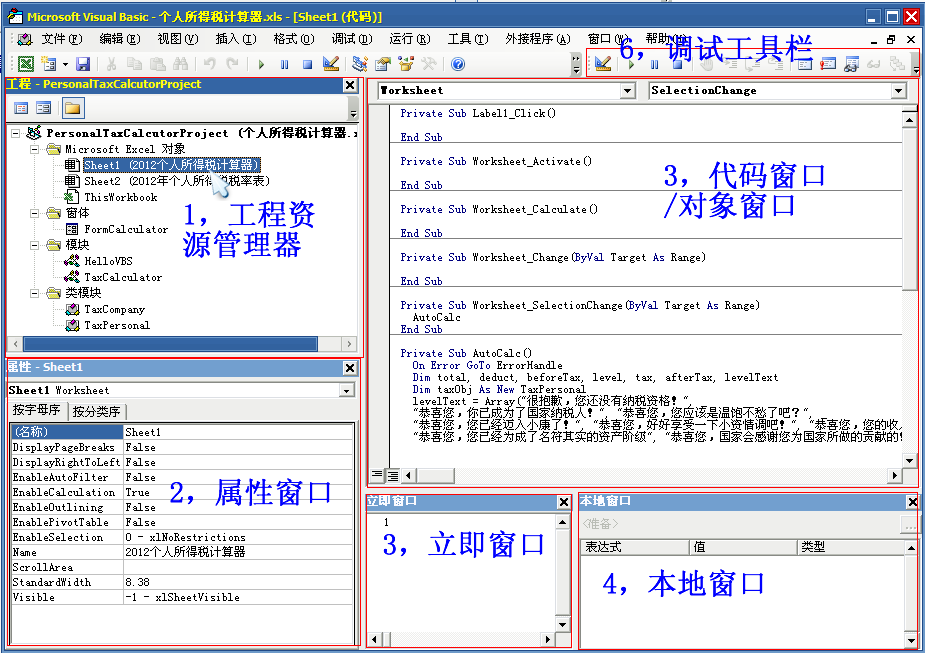 Microsoft Visual Basic - 个人所得税计算器.xls - [Sheet1 (代码)]
文件(F) 编辑(E) 视图(V) 插入(I) 格式(O) 调试(D) 运行(R) 工具(T) 外接程序(A) 窗口(W) 帮助
6，调试工具栏
工程 - PersonalTaxCalcutorProject
PersonalTaxCalcutorProject (个人所得税计算器.x
Microsoft Excel 对象
Sheet1 (2012个人所得税计算器)
Sheet2 (2012年个人所得税税率表)
ThisWorkbook
窗体
FormCalculator
模块
HelloVBS
TaxCalculator
类模块
TaxCompany
TaxPersonal
1，工程资
源管理器
属性 - Sheet1
Sheet1 Worksheet
按字母序 按分类序
(名称) Sheet1
DisplayPageBreaks False
DisplayRightToLeft False
EnableAutoFilter False
EnableCalculation True
EnableOutlining False
EnablePivotTable False
EnableSelection 0 - xlNoRestrictions
Name 2012个人所得税计算器
ScrollArea
StandardWidth 8.38
Visible -1 - xlSheetVisible
2，属性窗口
Worksheet SelectionChange
Private Sub Label1_Click()
End Sub
Private Sub Worksheet_Activate()
End Sub
Private Sub Worksheet_Calculate()
End Sub
Private Sub Worksheet_Change(ByVal Target As Range)
End Sub
Private Sub Worksheet_SelectionChange(ByVal Target As Range)
AutoCalc
End Sub
Private Sub AutoCalc()
On Error GoTo ErrorHandle
Dim total, deduct, beforeTax, level, tax, afterTax, levelText
Dim taxObj As New TaxPersonal
levelText = Array("很抱歉，您还没有纳税资格！",
"恭喜您，你已成为了国家纳税人！", "恭喜您，您应该是温饱不愁了吧？",
"恭喜您，您已经迈入小康了！", "恭喜您，好好享受一下小资情调吧！", "恭喜您，您的收入
"恭喜您，您已经为成了名符其实的资产阶级", "恭喜您，国家会感谢您为国家所做的贡献的！
3，代码窗口
/对象窗口
立即窗口
1
3，立即窗口
本地窗口
<准备>
...
表达式 值 类型
4，本地窗口